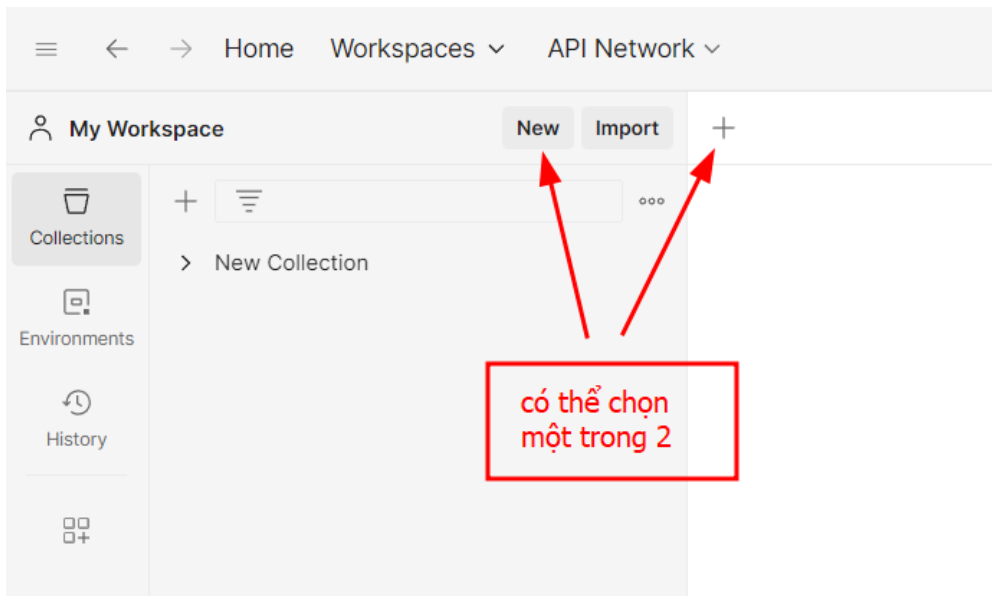 Home Workspaces API Network
My Workspace New Import
Collections
New Collection
Environments
History
có thể chọn
một trong 2